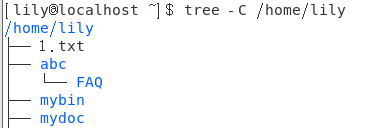 [lily@localhost ~]$ tree -C /home/lily
/home/lily
├── 1.txt
├── abc
│   └── FAQ
├── mybin
├── mydoc